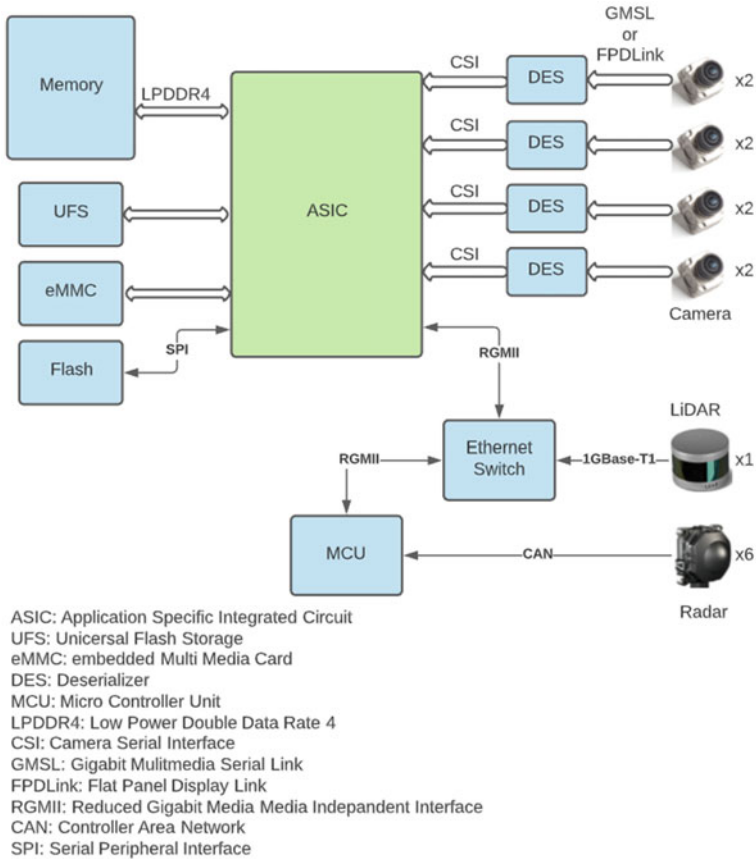 GMSL
or
FPDLink
Memory
LPDDR4
CSI
DES
x2
CSI
DES
x2
UFS
ASIC
CSI
DES
x2
eMMC
CSI
DES
x2
Camera
Flash
SPI
RGMII
LiDAR
RGMII
Ethernet
Switch
1GBase-T1
x1
MCU
CAN
x6
Radar
ASIC: Application Specific Integrated Circuit
UFS: Unicersal Flash Storage
eMMC: embedded Multi Media Card
DES: Deserializer
MCU: Micro Controller Unit
LPDDR4: Low Power Double Data Rate 4
CSI: Camera Serial Interface
GMSL: Gigabit Mulitmedia Serial Link
FPDLink: Flat Panel Display Link
RGMII: Reduced Gigabit Media Media Indepandent Interface
CAN: Controller Area Network
SPI: Serial Peripheral Interface